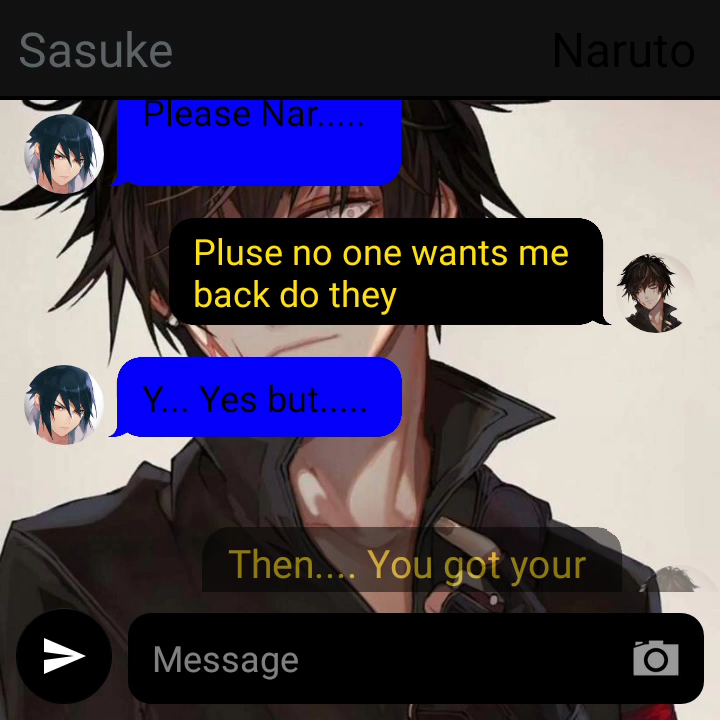 Sasuke
Naruto
Please Nar.....
Pluse no one wants me
back do they
Y... Yes but.....
Then.... You got your
Message